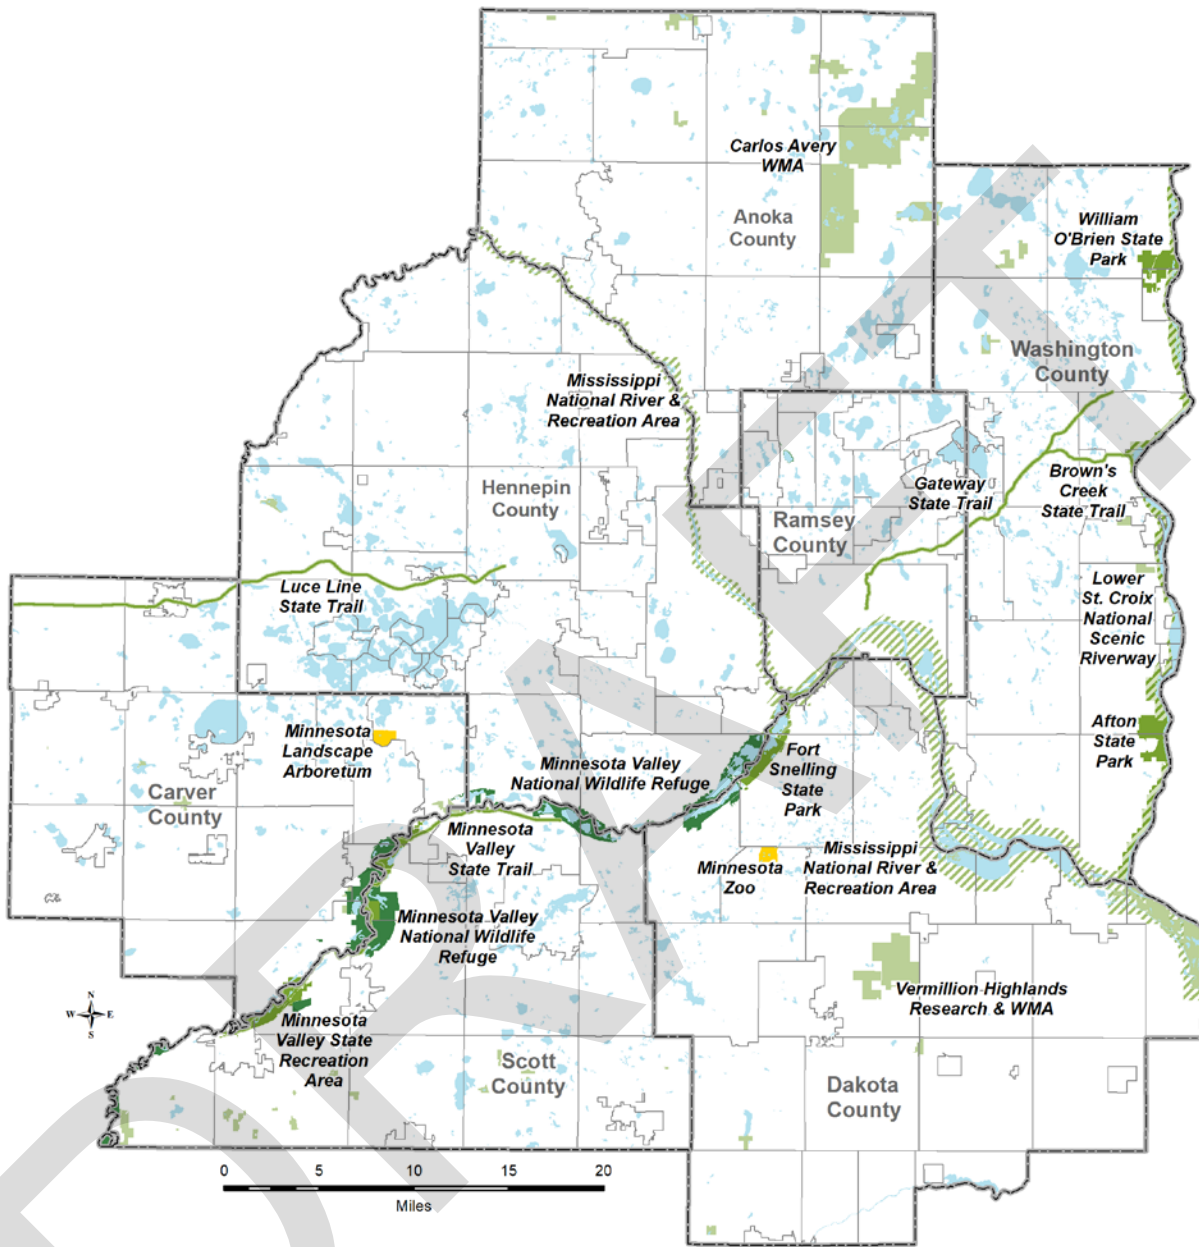 Carlos Avery
WMA
Anoka
County
William
O'Brien State
Park
Washington
County
Mississippi
National River &
Recreation Area
Hennepin
County
Gateway
State Trail
Brown's
Creek
State Trail
Ramsey
County
Luce Line
State Trail
Lower
St. Croix
National
Scenic
Riverway
Minnesota
Landscape
Arboretum
Afton
State
Park
Minnesota Valley
National Wildlife Refuge
Fort
Snelling
State
Park
Carver
County
Minnesota
Valley
State Trail
Minnesota
Zoo
Mississippi
National River &
Recreation Area
Minnesota Valley
National Wildlife
Refuge
Vermillion Highlands
Research & WMA
N
W E
S
Minnesota
Valley State
Recreation
Area
Scott
County
Dakota
County
0 5 10 15 20
Miles
DRAFT